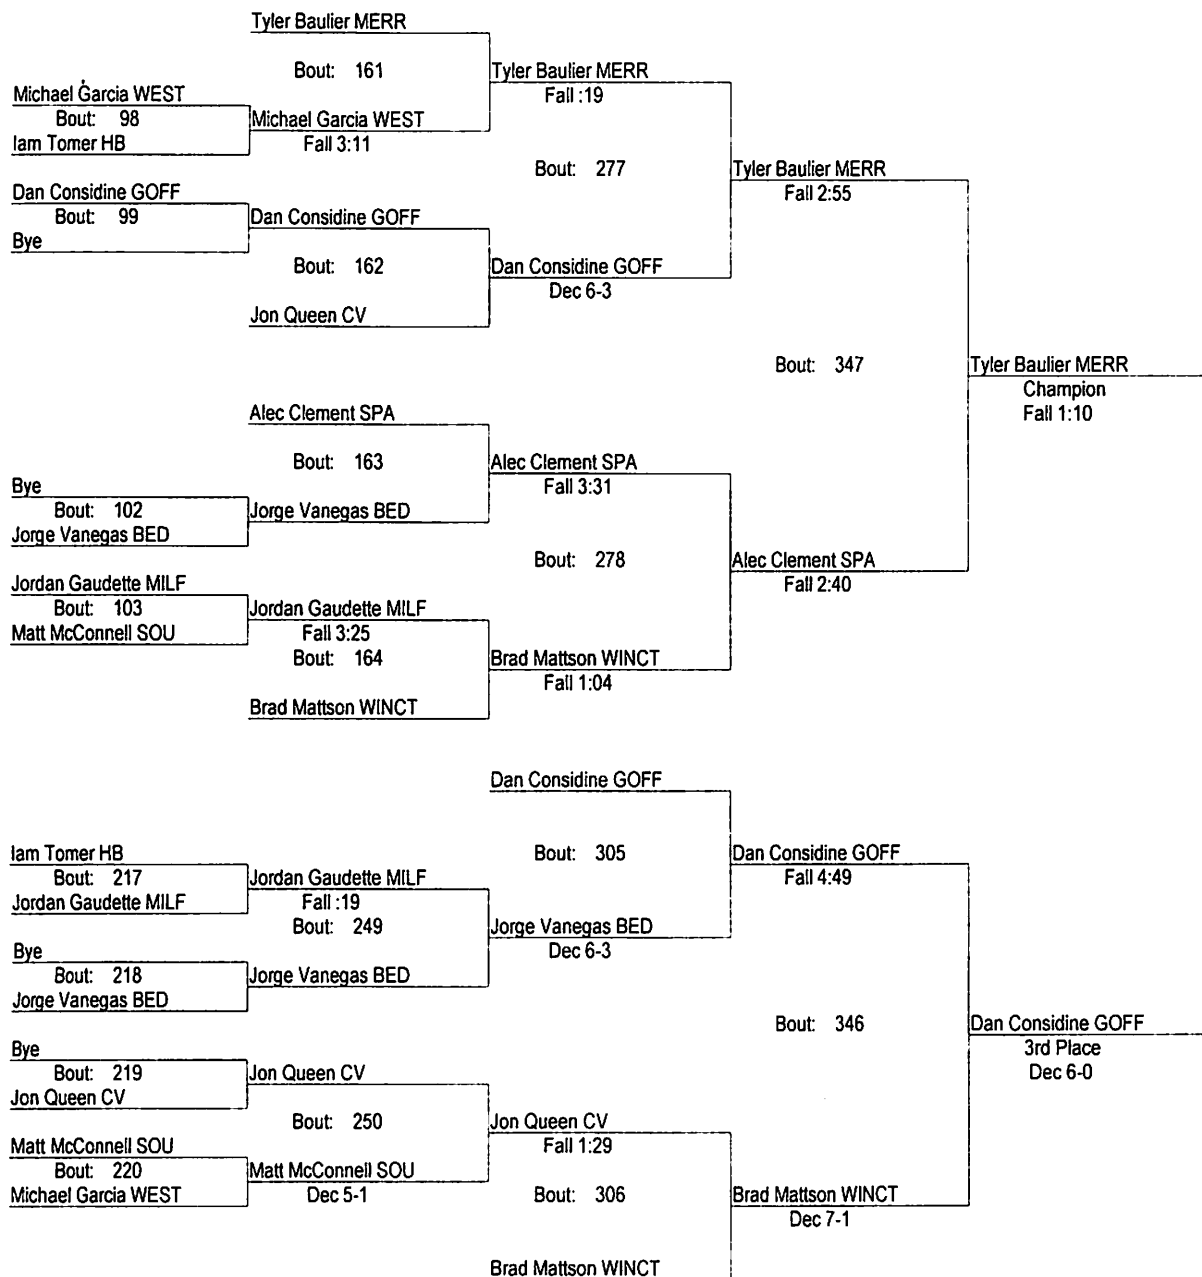 Tyler Baulier MERR
Bout: 161
Tyler Baulier MERR
Fall :19
Michael Garcia WEST
Bout: 98
Iam Tomer HB
Michael Garcia WEST
Fall 3:11
Bout: 277
Tyler Baulier MERR
Fall 2:55
Dan Considine GOFF
Bout: 99
Bye
Dan Considine GOFF
Bout: 162
Dan Considine GOFF
Dec 6-3
Jon Queen CV
Bout: 347
Tyler Baulier MERR
Champion
Fall 1:10
Alec Clement SPA
Bout: 163
Alec Clement SPA
Fall 3:31
Bye
Bout: 102
Jorge Vanegas BED
Jorge Vanegas BED
Bout: 278
Alec Clement SPA
Fall 2:40
Jordan Gaudette MILF
Bout: 103
Matt McConnell SOU
Jordan Gaudette MILF
Fall 3:25
Bout: 164
Brad Mattson WINCT
Fall 1:04
Brad Mattson WINCT
Dan Considine GOFF
Bout: 305
Dan Considine GOFF
Fall 4:49
Iam Tomer HB
Bout: 217
Jordan Gaudette MILF
Jordan Gaudette MILF
Fall :19
Bout: 249
Jorge Vanegas BED
Dec 6-3
Bye
Bout: 218
Jorge Vanegas BED
Jorge Vanegas BED
Bout: 346
Dan Considine GOFF
3rd Place
Dec 6-0
Bye
Bout: 219
Jon Queen CV
Jon Queen CV
Bout: 250
Jon Queen CV
Fall 1:29
Matt McConnell SOU
Bout: 220
Michael Garcia WEST
Matt McConnell SOU
Dec 5-1
Bout: 306
Brad Mattson WINCT
Dec 7-1
Brad Mattson WINCT